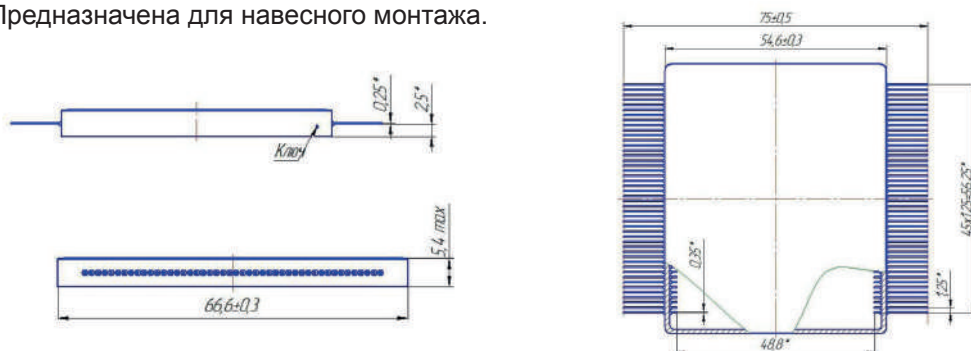 Предназначена для навесного монтажа.
75±0,5
54,6±0,3
0,25*
2,5*
Ключ
45x1,25=56,25*
5,4 max
0,35*
1,25*
66,6±0,3
48,8*